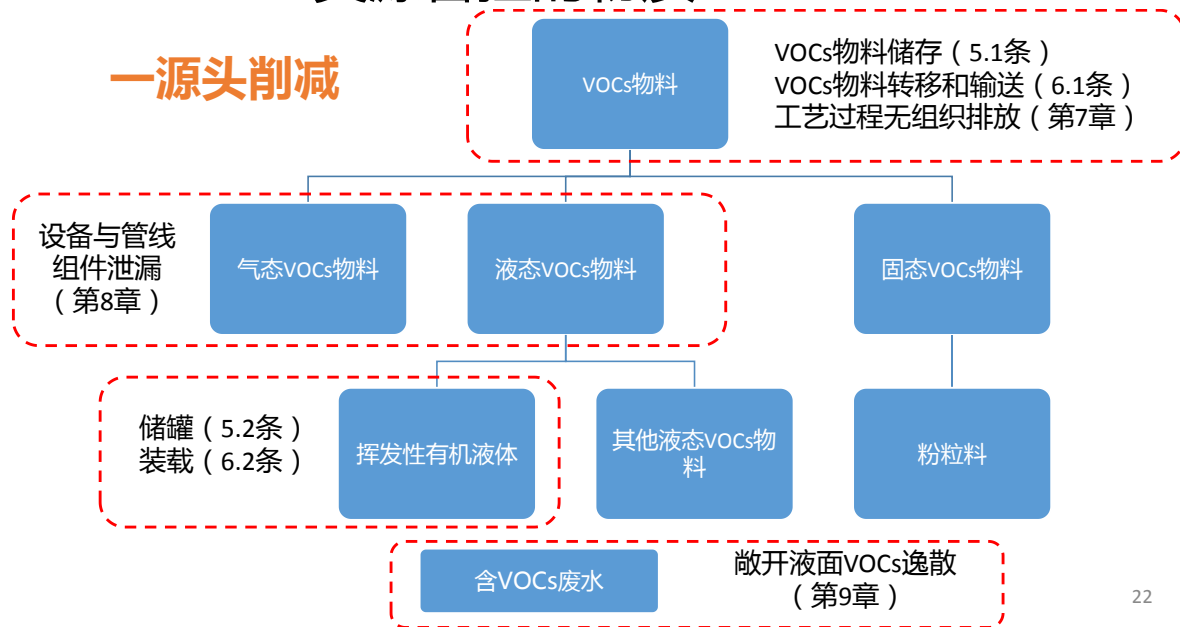 一源头削减
VOCs物料
VOCs物料储存（5.1条）
VOCs物料转移和输送（6.1条）
工艺过程无组织排放（第7章）
设备与管线
组件泄漏
（第8章）
气态VOCs物料
液态VOCs物料
固态VOCs物料
储罐（5.2条）
装载（6.2条）
挥发性有机液体
其他液态VOCs物
料
粉粒料
含VOCs废水
敞开液面VOCs逸散
（第9章）
22